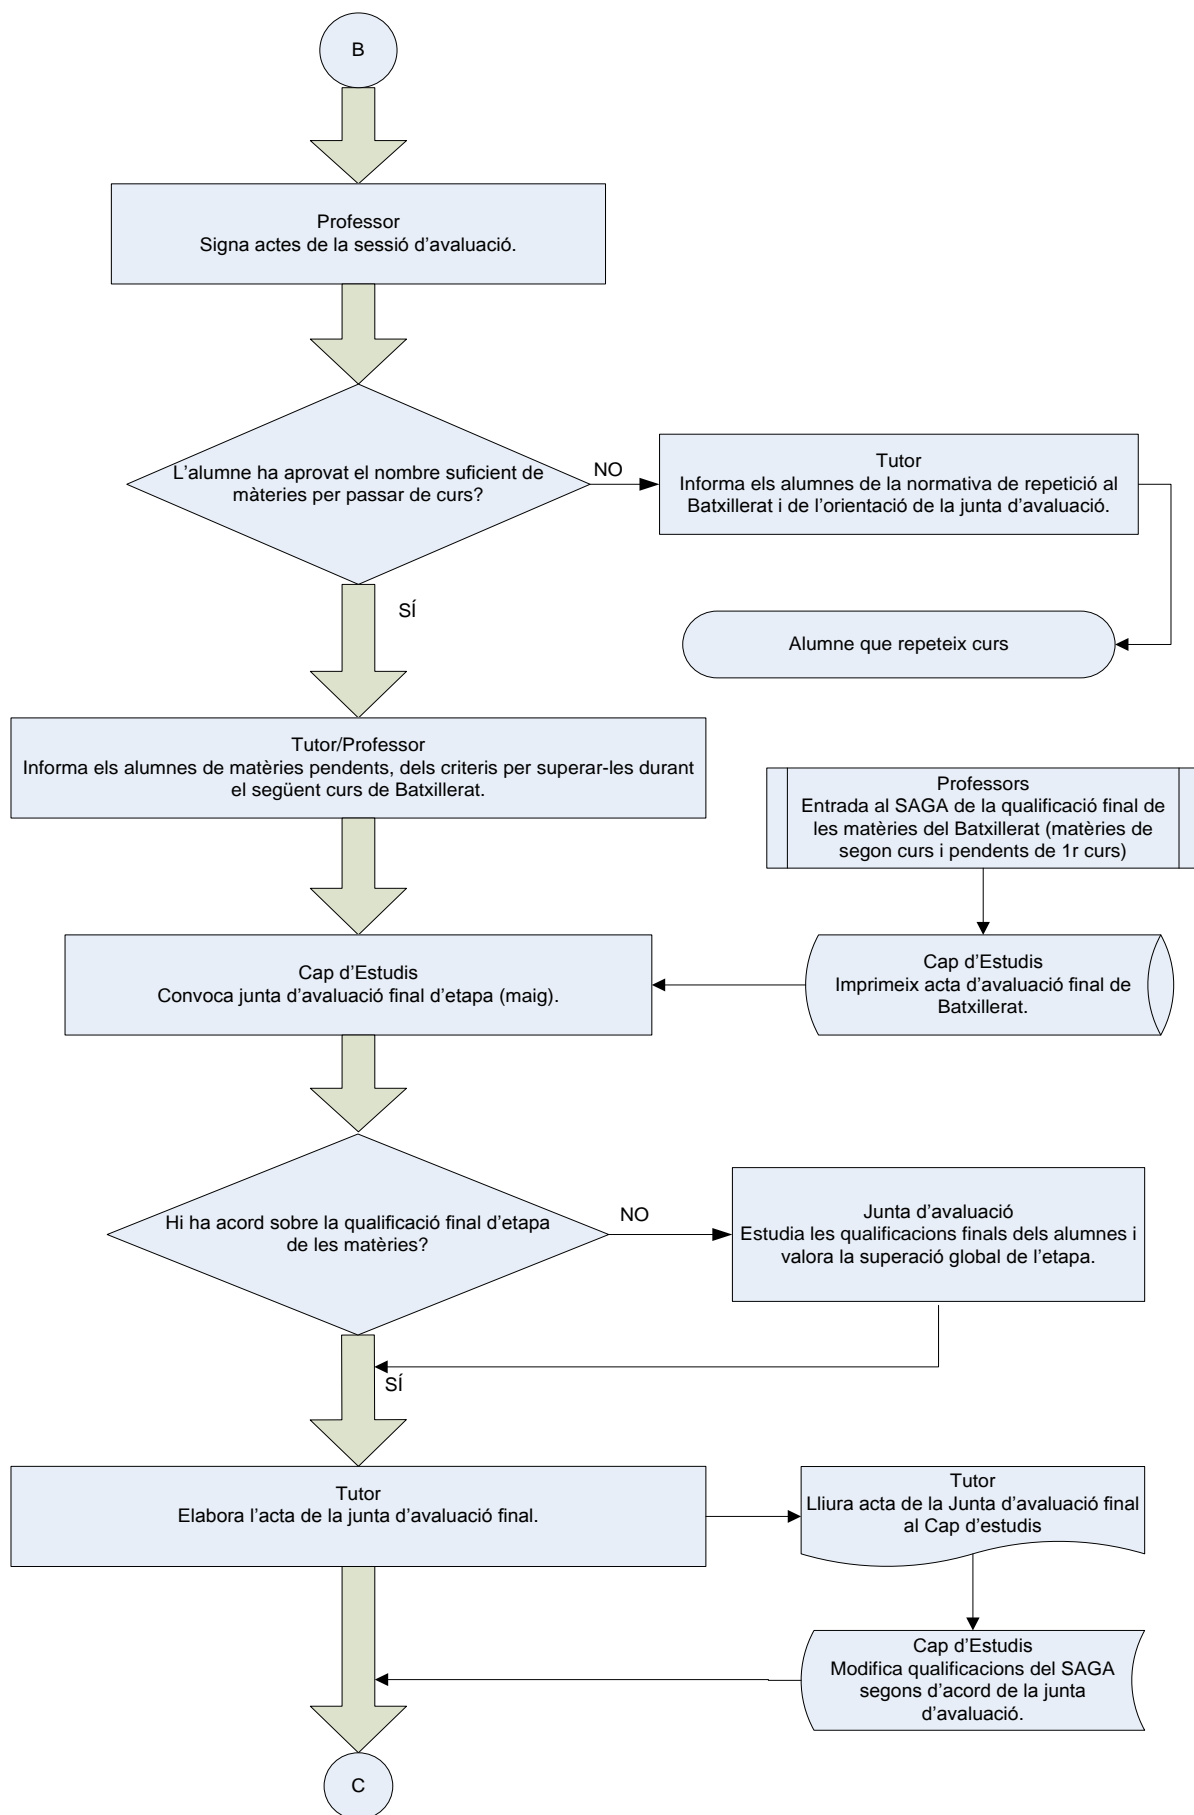 B
Professor
Signa actes de la sessió d’avaluació.
L’alumne ha aprovat el nombre suficient de
màteries per passar de curs?
NO
Tutor
Informa els alumnes de la normativa de repetició al
Batxillerat i de l’orientació de la junta d’avaluació.
SÍ
Alumne que repeteix curs
Tutor/Professor
Informa els alumnes de matèries pendents, dels criteris per superar-les durant
el següent curs de Batxillerat.
Professors
Entrada al SAGA de la qualificació final de
les matèries del Batxillerat (matèries de
segon curs i pendents de 1r curs)
Cap d’Estudis
Convoca junta d’avaluació final d’etapa (maig).
Cap d’Estudis
Imprimeix acta d’avaluació final de
Batxillerat.
Hi ha acord sobre la qualificació final d’etapa
de les matèries?
NO
Junta d’avaluació
Estudia les qualificacions finals dels alumnes i
valora la superació global de l’etapa.
SÍ
Tutor
Elabora l’acta de la junta d’avaluació final.
Tutor
Lliura acta de la Junta d’avaluació final
al Cap d’estudis
Cap d’Estudis
Modifica qualificacions del SAGA
segons d’acord de la junta
d’avaluació.
C